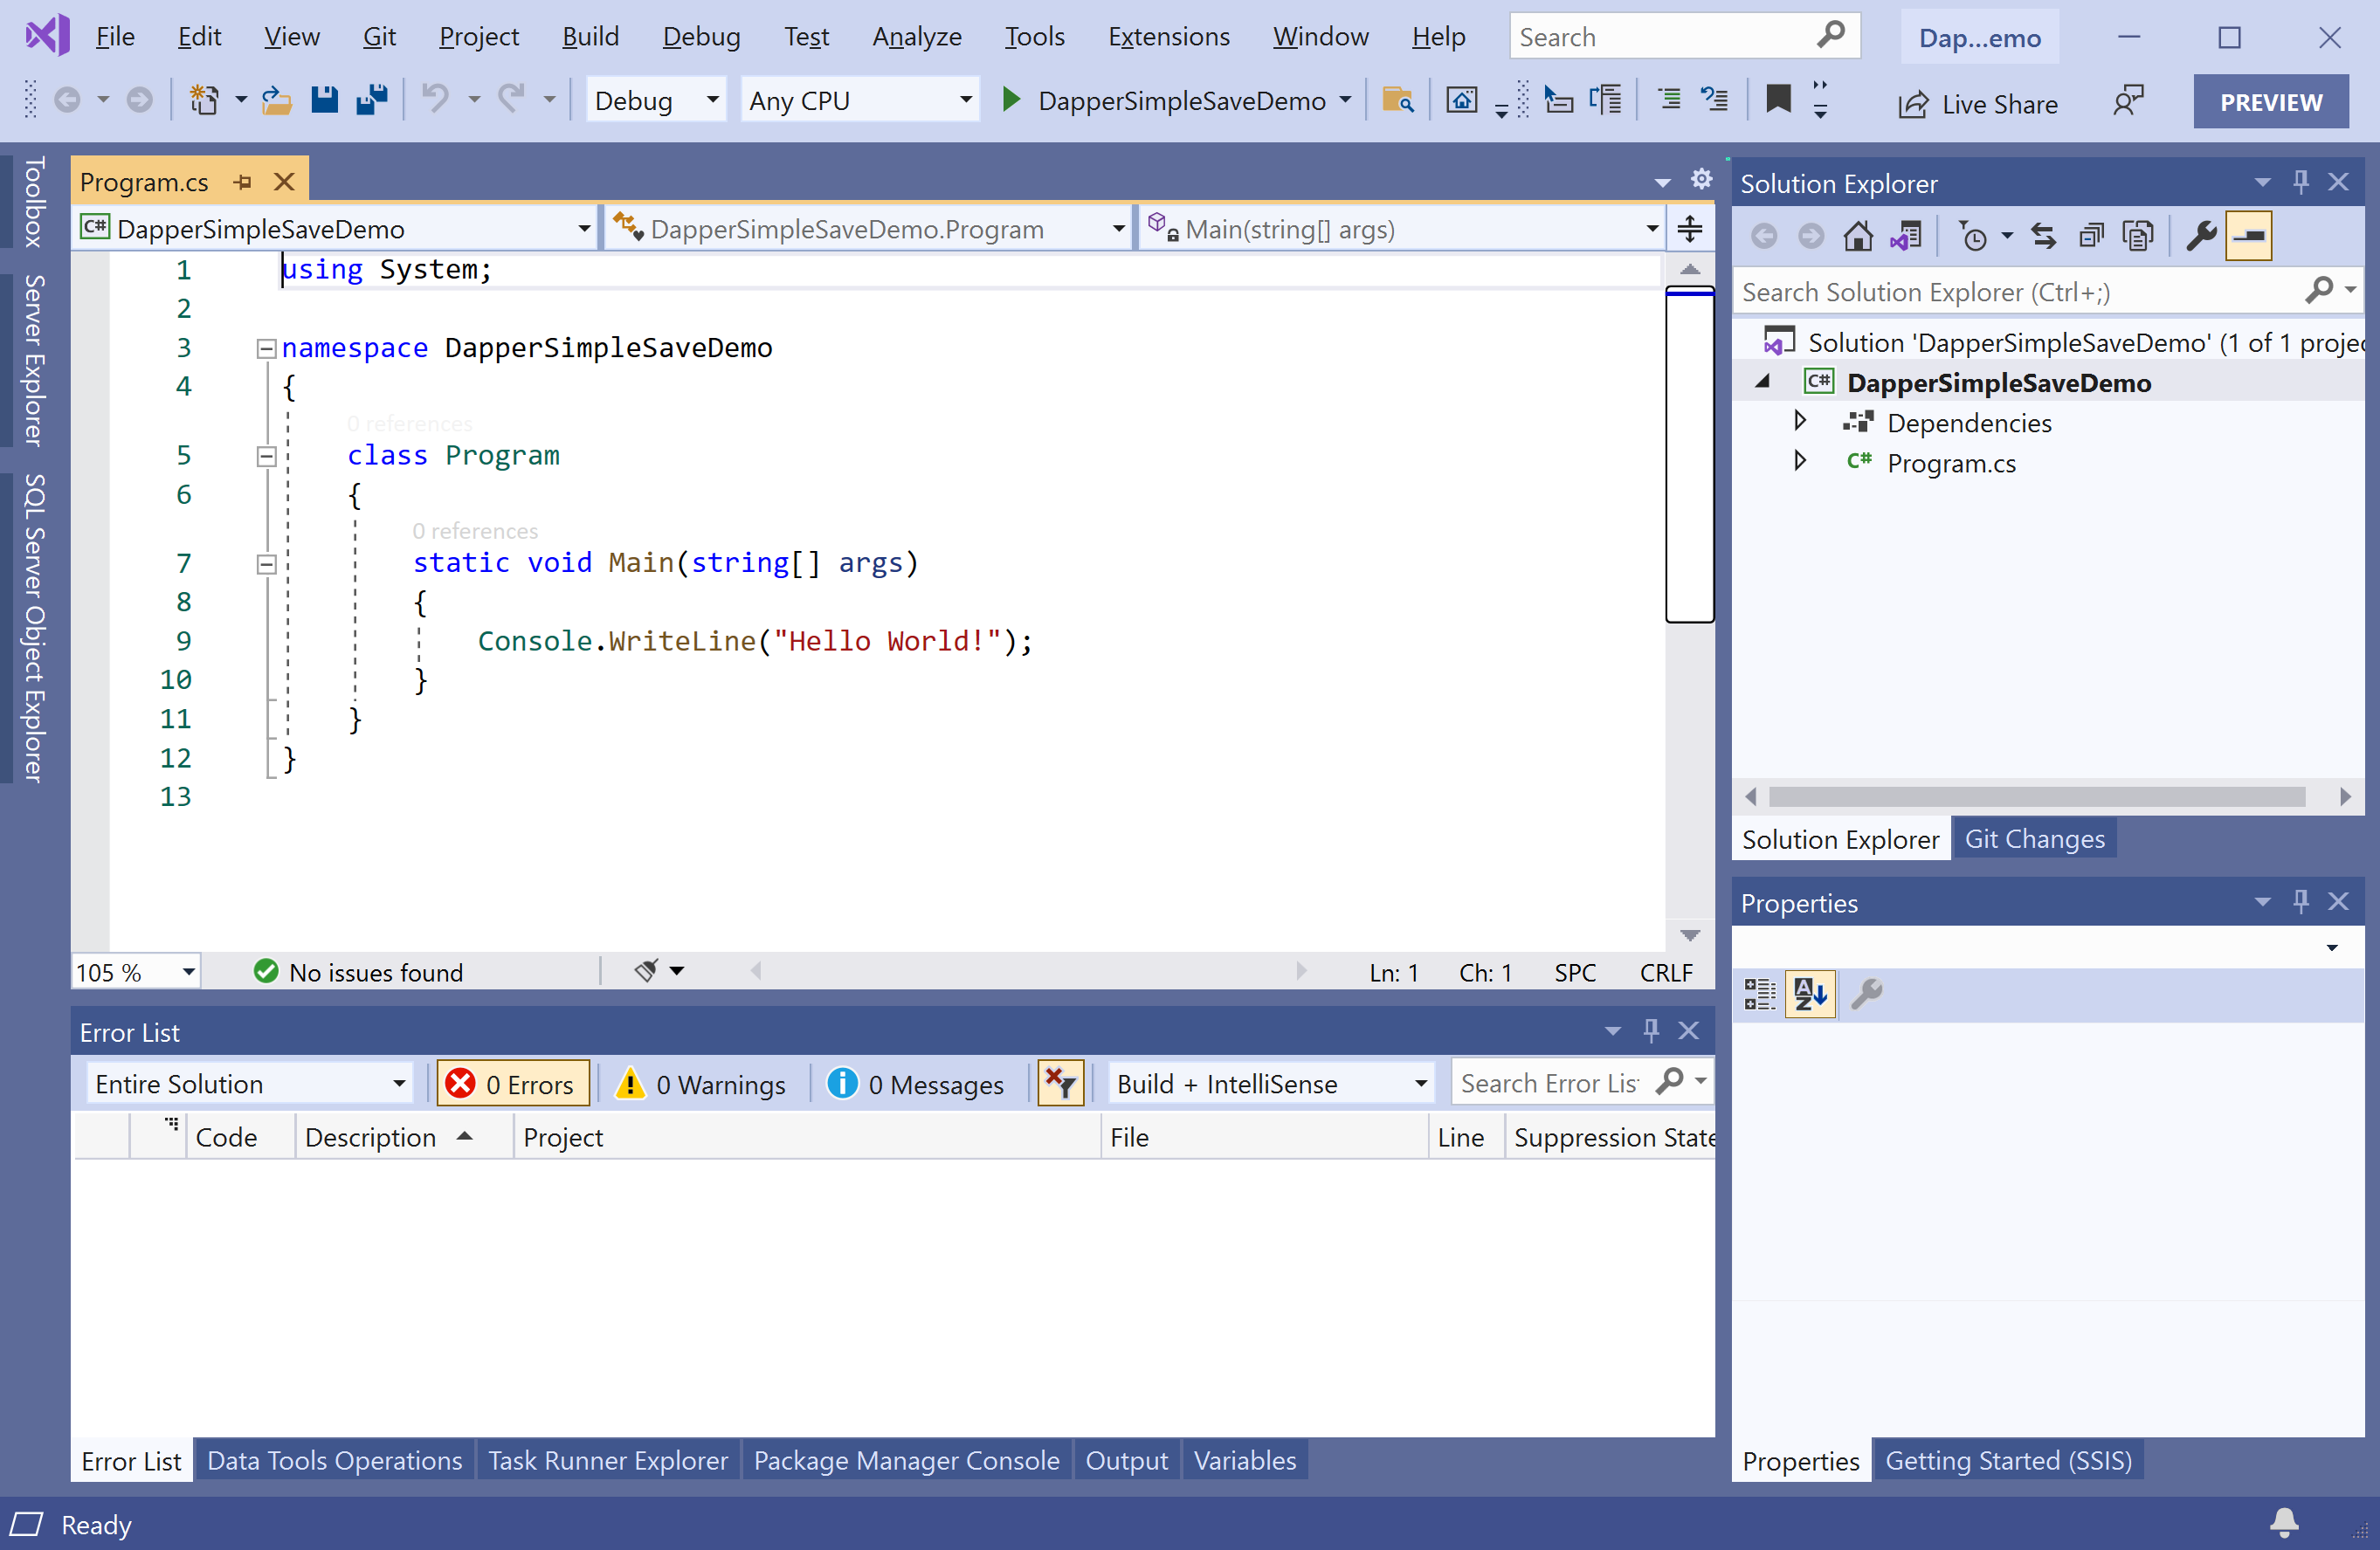 File Edit View Git Project Build Debug Test Analyze Tools Extensions Window Help Search Dap...emo
Debug Any CPU DapperSimpleSaveDemo Live Share PREVIEW
Toolbox
Server Explorer
SQL Server Object Explorer
Program.cs
DapperSimpleSaveDemo DapperSimpleSaveDemo.Program Main(string[] args)
1 using System;
2
3 namespace DapperSimpleSaveDemo
4 {
0 references
5 class Program
6 {
0 references
7 static void Main(string[] args)
8 {
9 Console.WriteLine("Hello World!");
10 }
11 }
12 }
13
105 % No issues found Ln: 1 Ch: 1 SPC CRLF
Error List
Entire Solution 0 Errors 0 Warnings 0 Messages Build + IntelliSense Search Error Lis
Code Description Project File Line Suppression State
Error List Data Tools Operations Task Runner Explorer Package Manager Console Output Variables
Solution Explorer
Search Solution Explorer (Ctrl+;)
Solution 'DapperSimpleSaveDemo' (1 of 1 projec
C# DapperSimpleSaveDemo
Dependencies
C# Program.cs
Solution Explorer Git Changes
Properties
Properties Getting Started (SSIS)
Ready